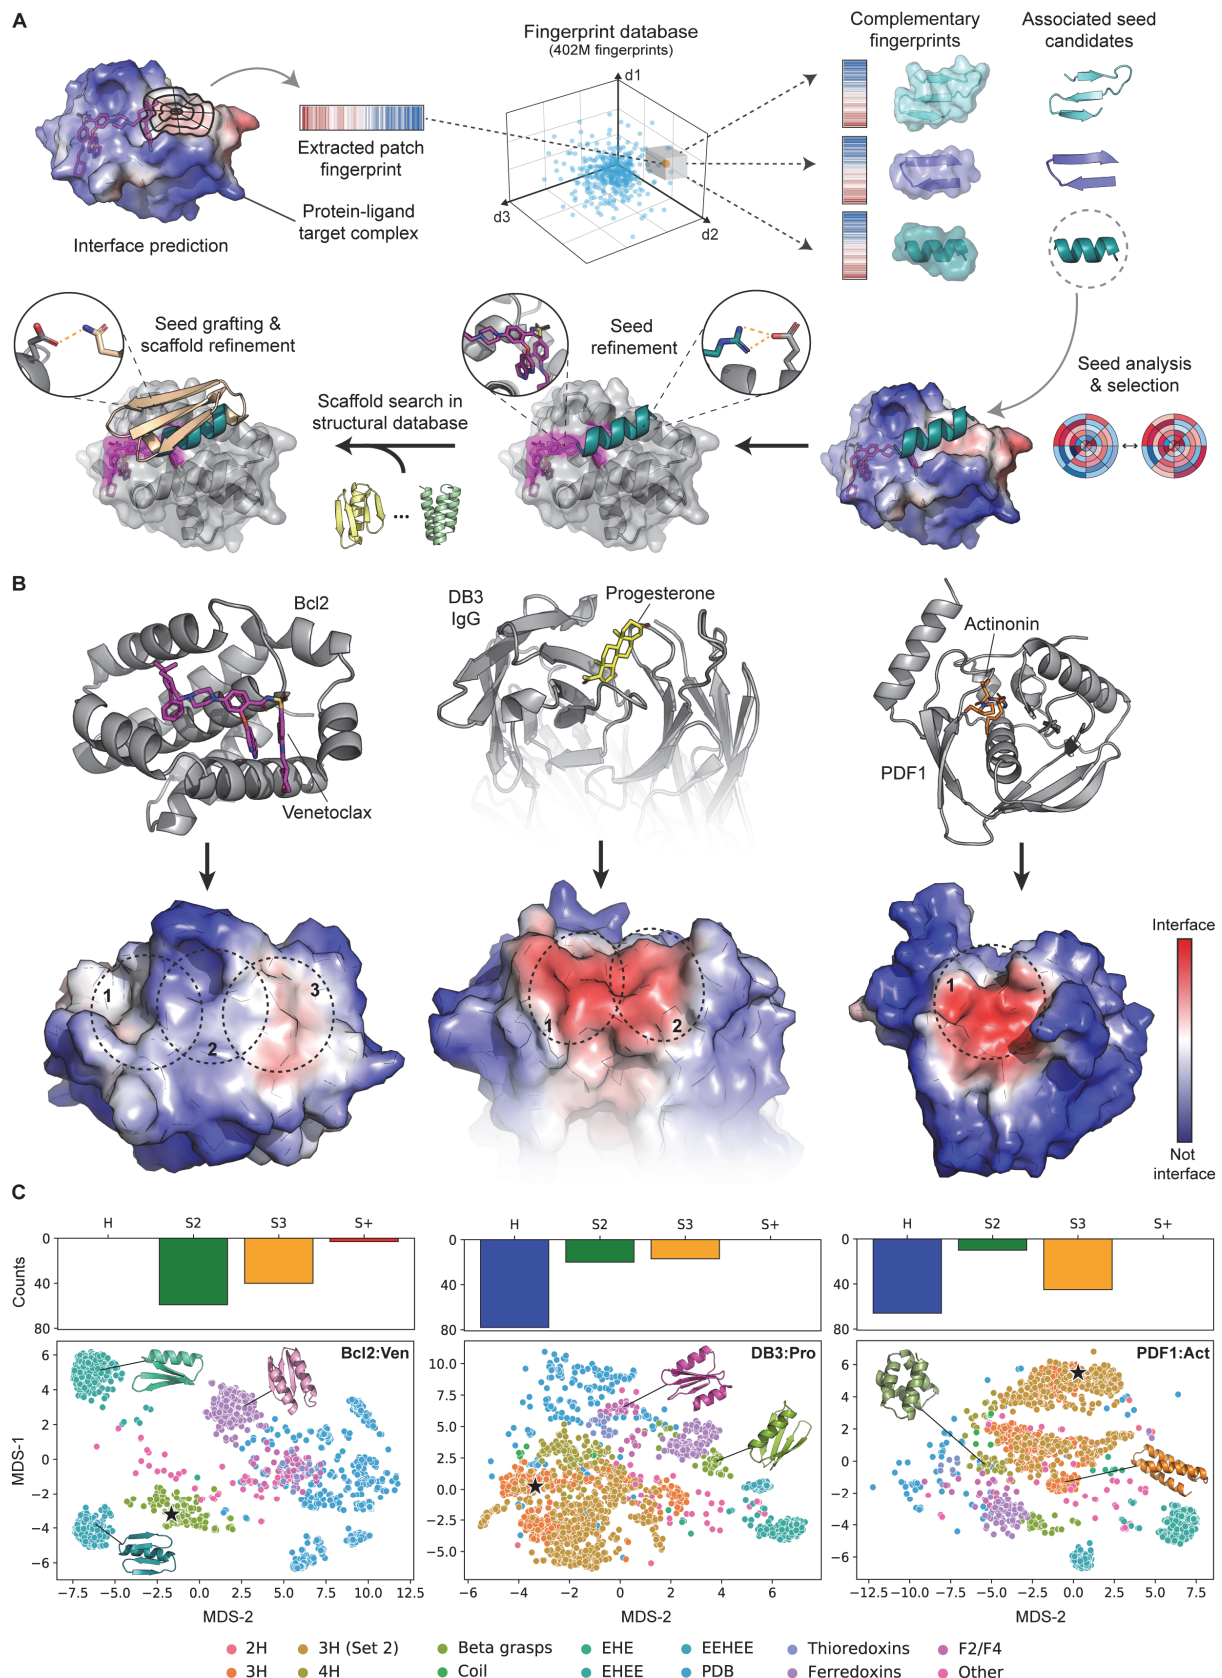 A
Fingerprint database
(402M fingerprints)
Complementary
fingerprints
Associated seed
candidates
d1
d2
d3
Extracted patch
fingerprint
Protein-ligand
target complex
Interface prediction
Seed grafting &
scaffold refinement
Seed
refinement
Scaffold search in
structural database
...
Seed analysis
& selection
B
Bcl2
Venetoclax
DB3
IgG
Progesterone
Actinonin
PDF1
1
2
3
1
2
1
Interface
Not
interface
C
H S2 S3 S+
H S2 S3 S+
H S2 S3 S+
Counts
0
40
80
0
40
80
0
40
80
Bcl2:Ven
DB3:Pro
PDF1:Act
MDS-1
6
4
2
0
−2
−4
−6
10.0
7.5
5.0
2.5
0.0
−2.5
−5.0
6
4
2
0
−2
−4
−6
−7.5 −5.0 −2.5 0.0 2.5 5.0 7.5 10.0 12.5
−6 −4 −2 0 2 4 6
−12.5 −10.0 −7.5 −5.0 −2.5 0.0 2.5 5.0 7.5
MDS-2
MDS-2
MDS-2
2H 3H (Set 2) Beta grasps EHE EEHEE Thioredoxins F2/F4
3H 4H Coil EHEE PDB Ferredoxins Other